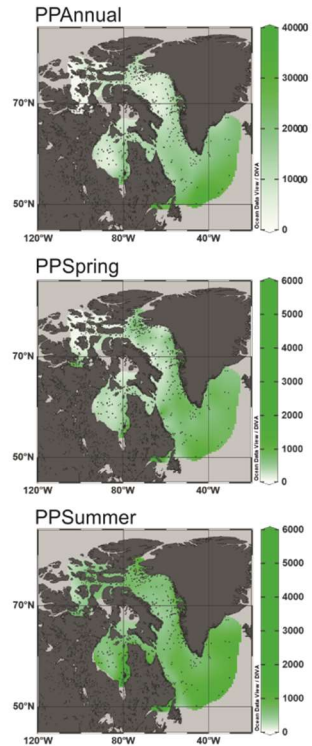 PPAnnual
40000
30000
20000
10000
0
70°N
50°N
120°W 80°W 40°W
Ocean Data View / DIVA
PPSpring
6000
5000
4000
3000
2000
1000
0
70°N
50°N
120°W 80°W 40°W
Ocean Data View / DIVA
PPSummer
6000
5000
4000
3000
2000
1000
0
70°N
50°N
120°W 80°W 40°W
Ocean Data View / DIVA